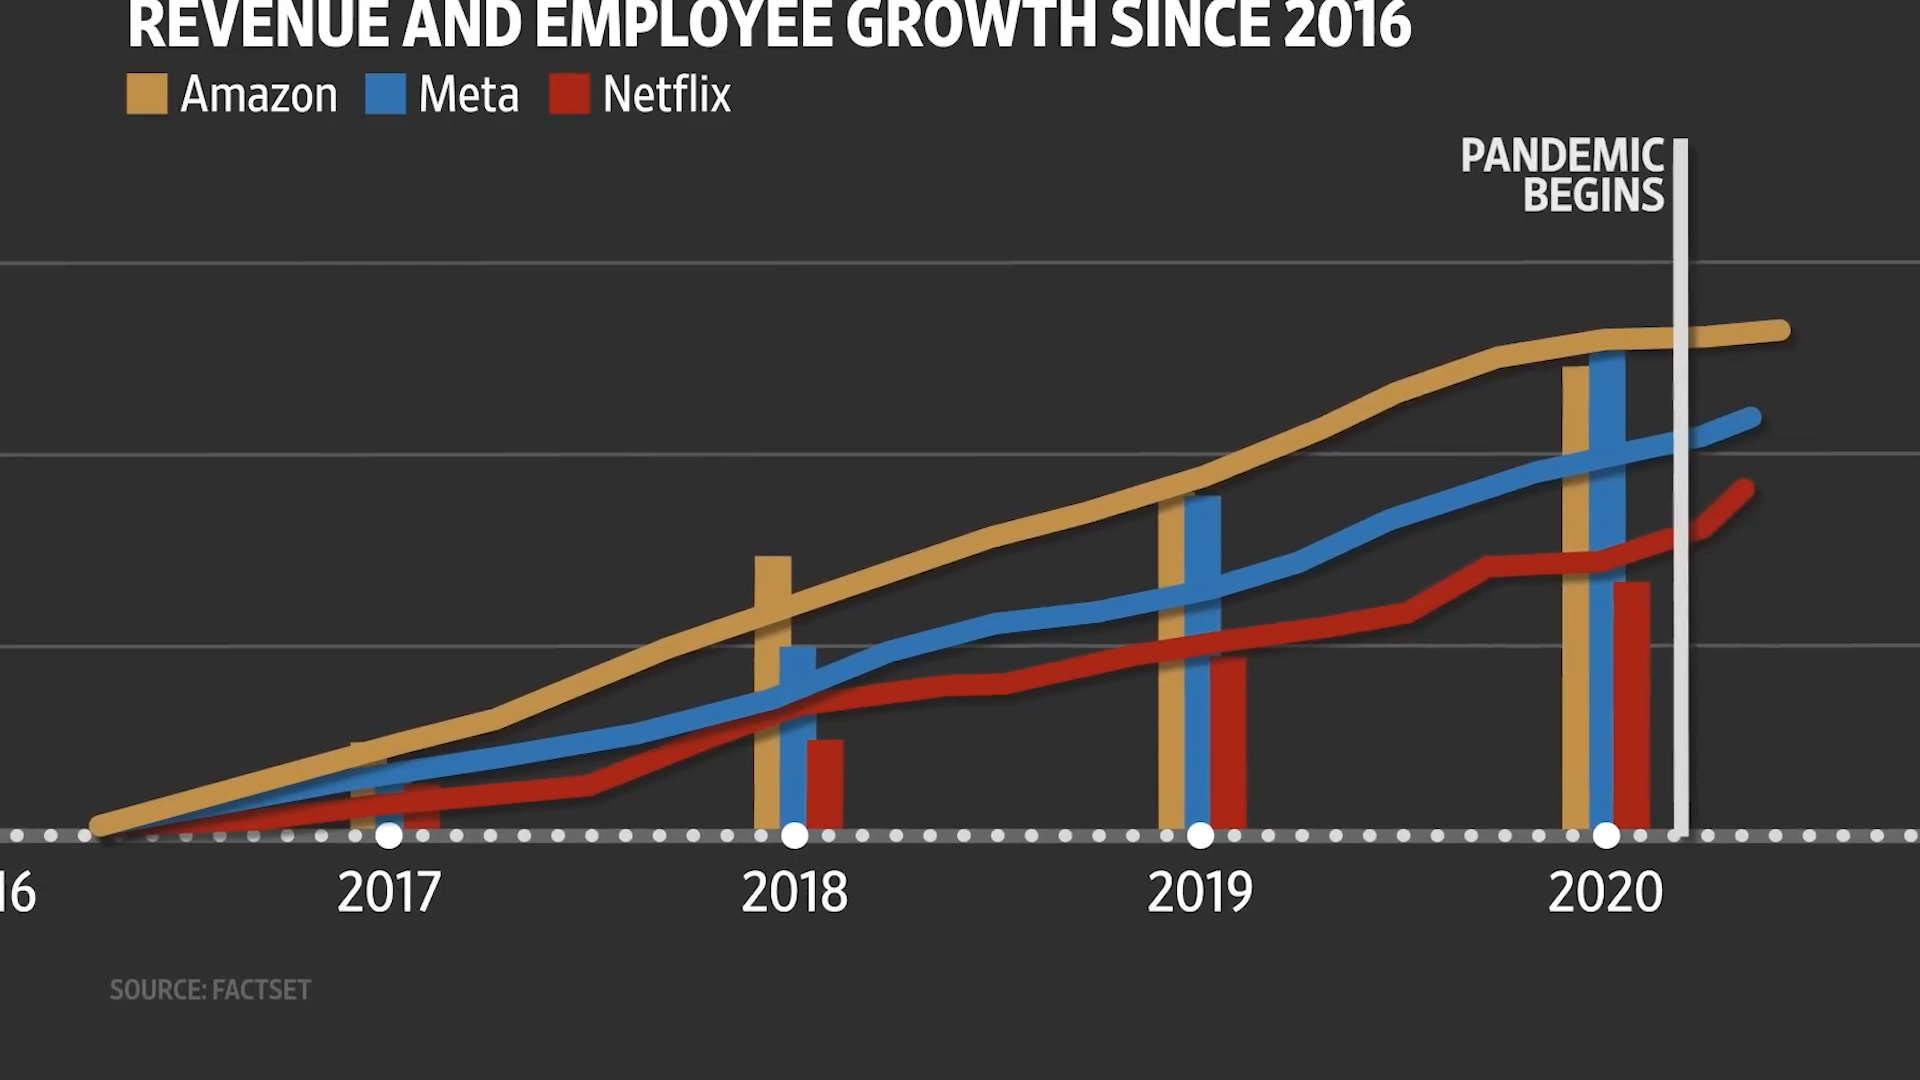 REVENUE AND EMPLOYEE GROWTH SINCE 2016
Amazon Meta Netflix
PANDEMIC
BEGINS
16 2017 2018 2019 2020
SOURCE: FACTSET